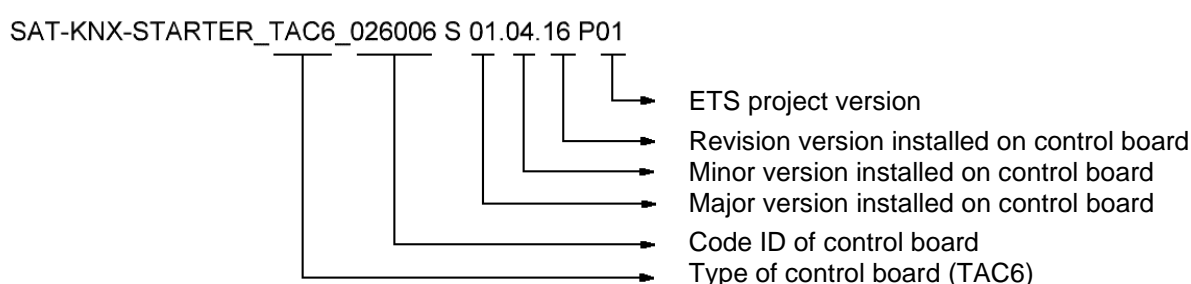 SAT-KNX-STARTER_TAC6_026006 S 01.04.16 P01
ETS project version
Revision version installed on control board
Minor version installed on control board
Major version installed on control board
Code ID of control board
Type of control board (TAC6)